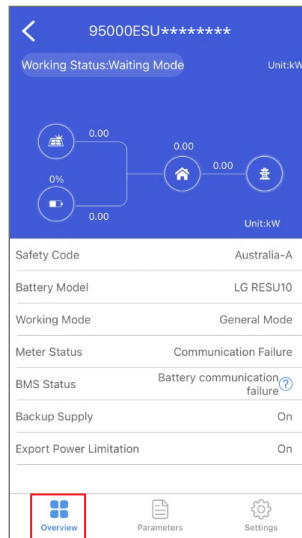 95000ESU********
Working Status:Waiting Mode
Unit:kW
0.00
0.00
0.00
0%
0.00
Unit:kW
Safety Code Australia-A
Battery Model LG RESU10
Working Mode General Mode
Meter Status Communication Failure
BMS Status Battery communication
failure ?
Backup Supply On
Export Power Limitation On
Overview Parameters Settings